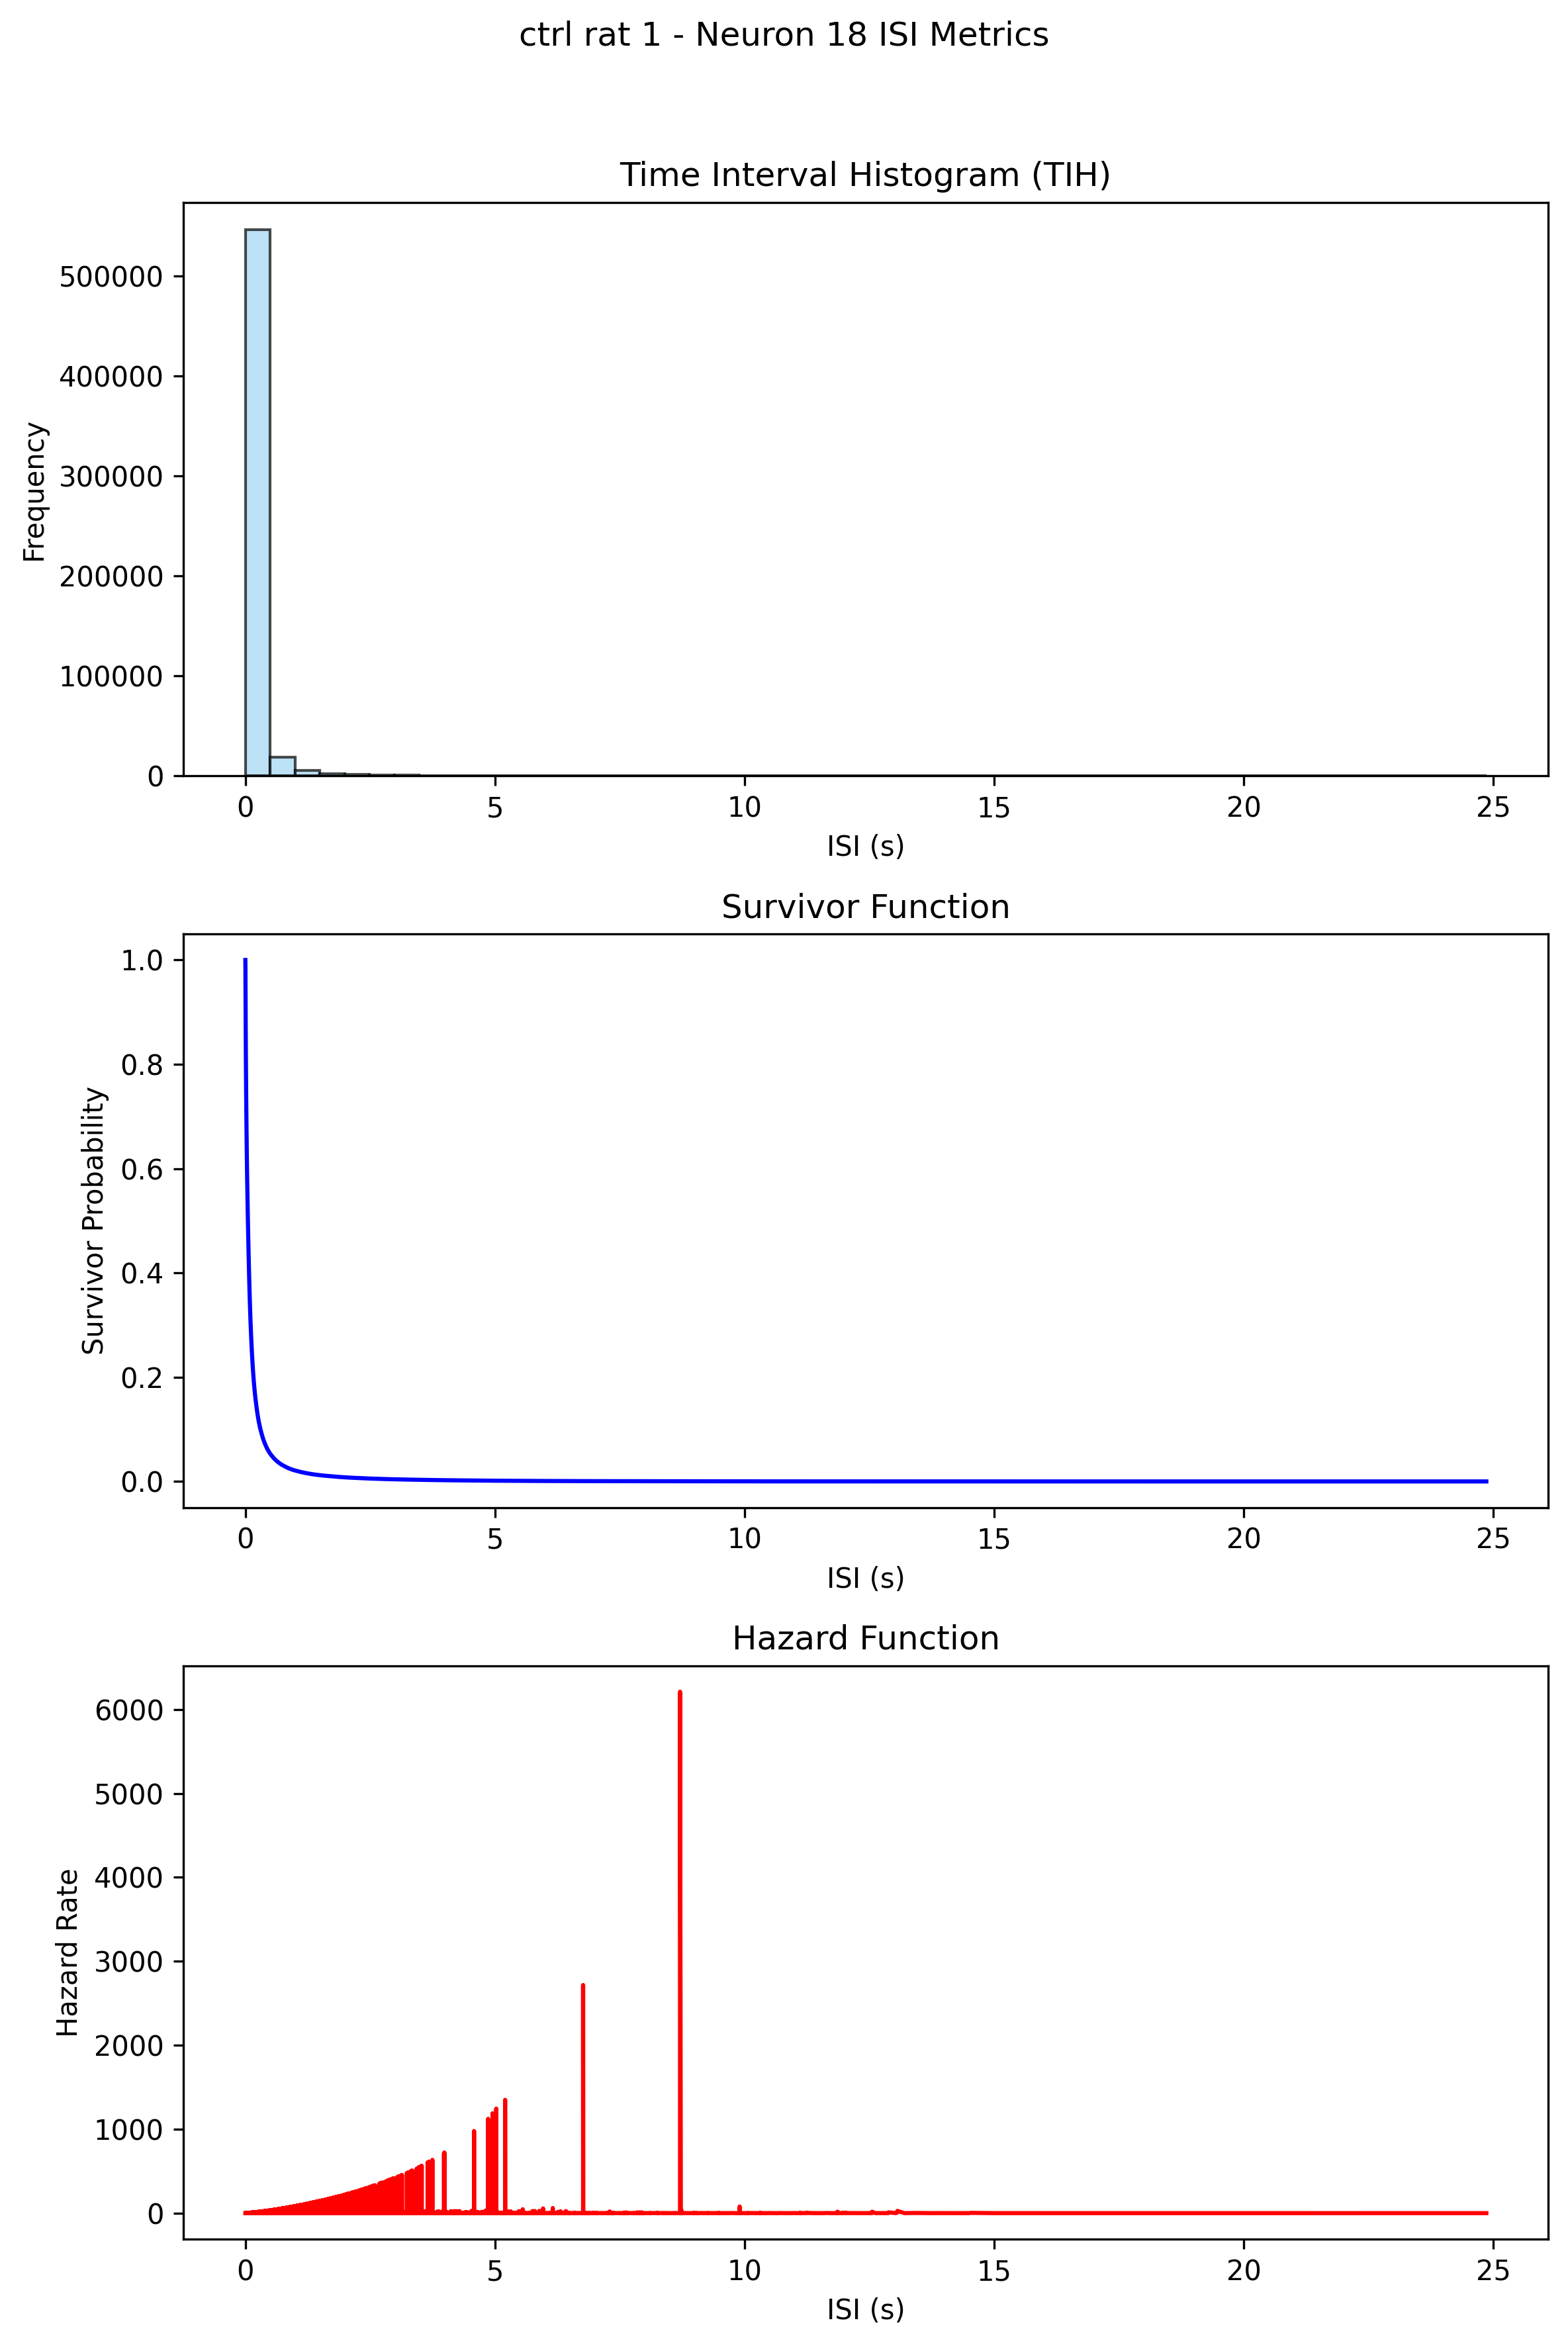 ctrl rat 1 - Neuron 18 ISI Metrics
Time Interval Histogram (TIH)
500000
400000
300000
200000
100000
0
Frequency
0 5 10 15 20 25
ISI (s)
Survivor Function
1.0
0.8
0.6
0.4
0.2
0.0
Survivor Probability
0 5 10 15 20 25
ISI (s)
Hazard Function
6000
5000
4000
3000
2000
1000
0
Hazard Rate
0 5 10 15 20 25
ISI (s)